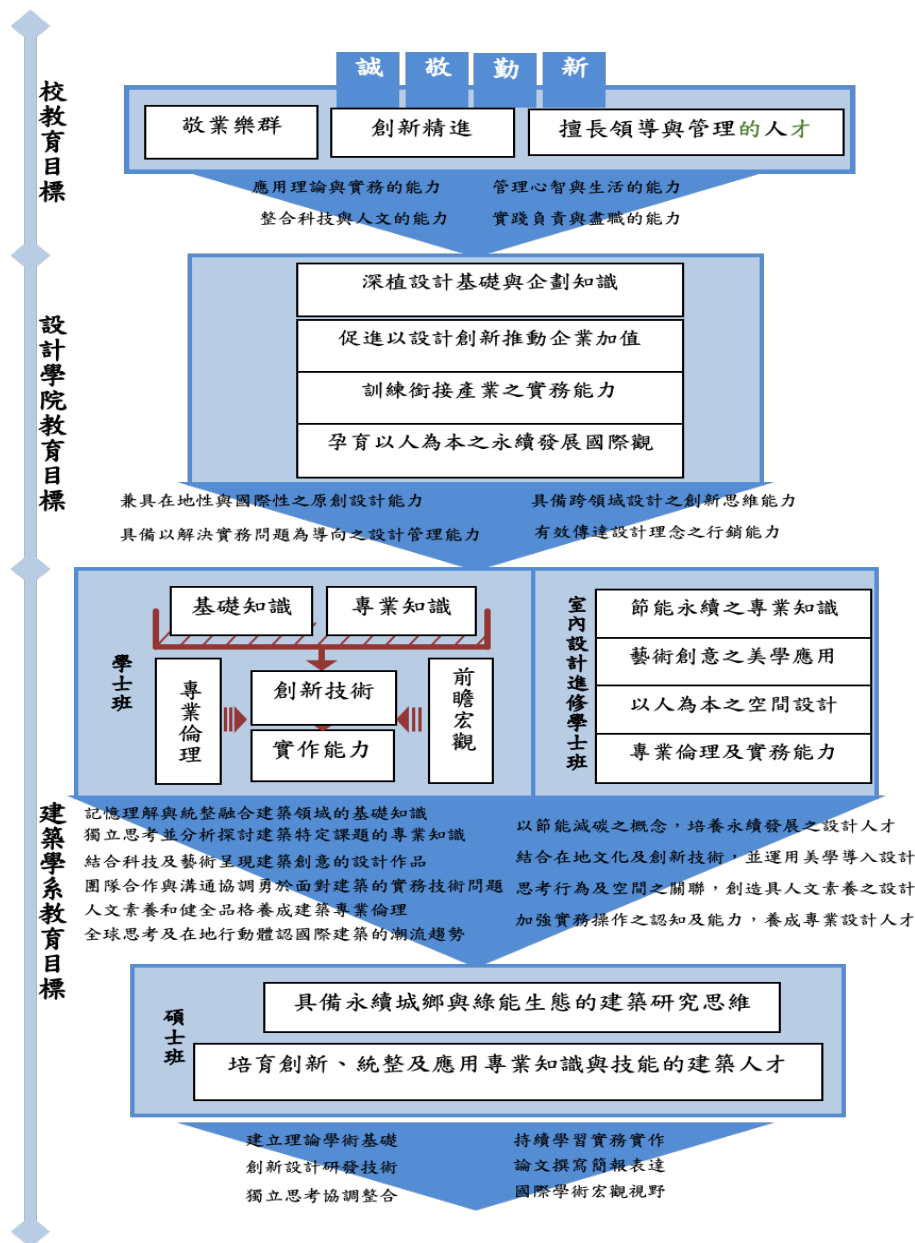 誠 敬 勤 新
校教育目標
敬業樂群
創新精進
擅長領導與管理的人才
應用理論與實務的能力
管理心智與生活的能力
整合科技與人文的能力
實踐負責與盡職的能力
設計學院教育目標
深植設計基礎與企劃知識
促進以設計創新推動企業加值
訓練銜接產業之實務能力
孕育以人為本之永續發展國際觀
兼具在地性與國際性之原創設計能力
具備跨領域設計之創新思維能力
具備以解決實務問題為導向之設計管理能力
有效傳達設計理念之行銷能力
建築學系教育目標
學士班
基礎知識
專業知識
專業倫理
創新技術
實作能力
前瞻宏觀
室內設計進修學士班
節能永續之專業知識
藝術創意之美學應用
以人為本之空間設計
專業倫理及實務能力
記憶理解與統整融合建築領域的基礎知識
獨立思考並分析探討建築特定課題的專業知識
結合科技及藝術呈現建築創意的設計作品
團隊合作與溝通協調勇於面對建築的實務技術問題
人文素養和健全品格養成建築專業倫理
全球思考及在地行動體認國際建築的潮流趨勢
以節能減碳之概念，培養永續發展之設計人才
結合在地文化及創新技術，並運用美學導入設計
思考行為及空間之關聯，創造具人文素養之設計
加強實務操作之認知及能力，養成專業設計人才
碩士班
具備永續城鄉與綠能生態的建築研究思維
培育創新、統整及應用專業知識與技能的建築人才
建立理論學術基礎
持續學習實務實作
創新設計研發技術
論文撰寫簡報表達
獨立思考協調整合
國際學術宏觀視野